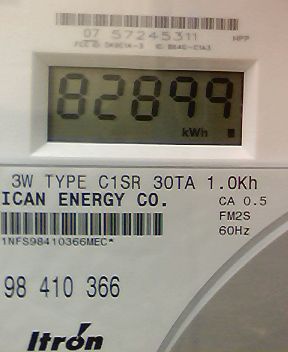 07 57245311 MPP
82899
kWh
3W TYPE C1SR 30TA 1.0Kh
ICAN ENERGY CO. CA 0.5
FM2S
1NFS98410366MEC* 60Hz
98 410 366
Itron